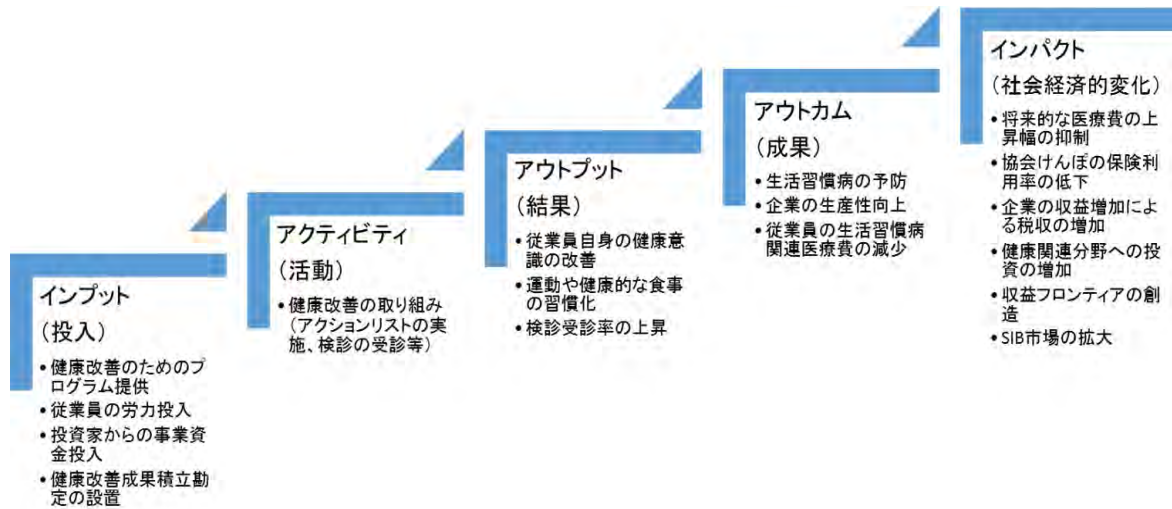 インプット
（投入）
•健康改善のためのプ
ログラム提供
•従業員の労力投入
•投資家からの事業資
金投入
•健康改善成果積立勘
定の設置
アクティビティ
（活動）
•健康改善の取り組み
（アクションリストの実
施、検診の受診等）
アウトプット
（結果）
•従業員自身の健康意
識の改善
•運動や健康的な食事
の習慣化
•検診受診率の上昇
アウトカム
（成果）
•生活習慣病の予防
•企業の生産性向上
•従業員の生活習慣病
関連医療費の減少
インパクト
（社会経済的変化）
•将来的な医療費の上
昇幅の抑制
•協会けんぽの保険利
用率の低下
•企業の収益増加によ
る税収の増加
•健康関連分野への投
資の増加
•収益フロンティアの創
造
•SIB市場の拡大